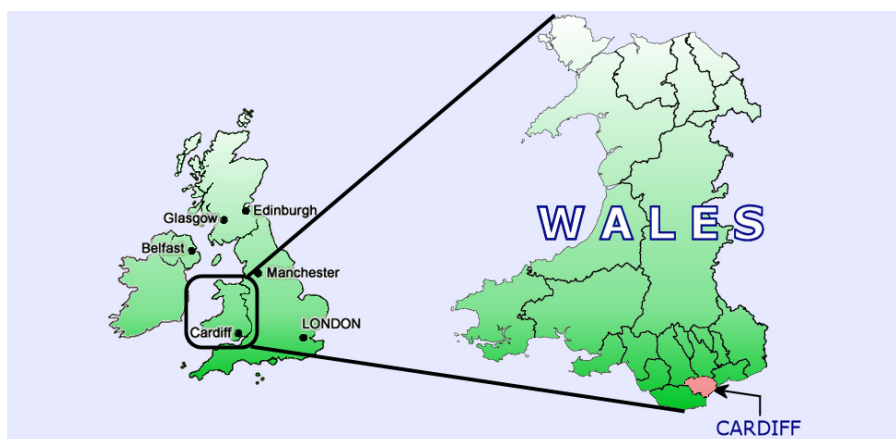 Glasgow
Edinburgh
Belfast
Manchester
Cardiff
LONDON
WALES
CARDIFF